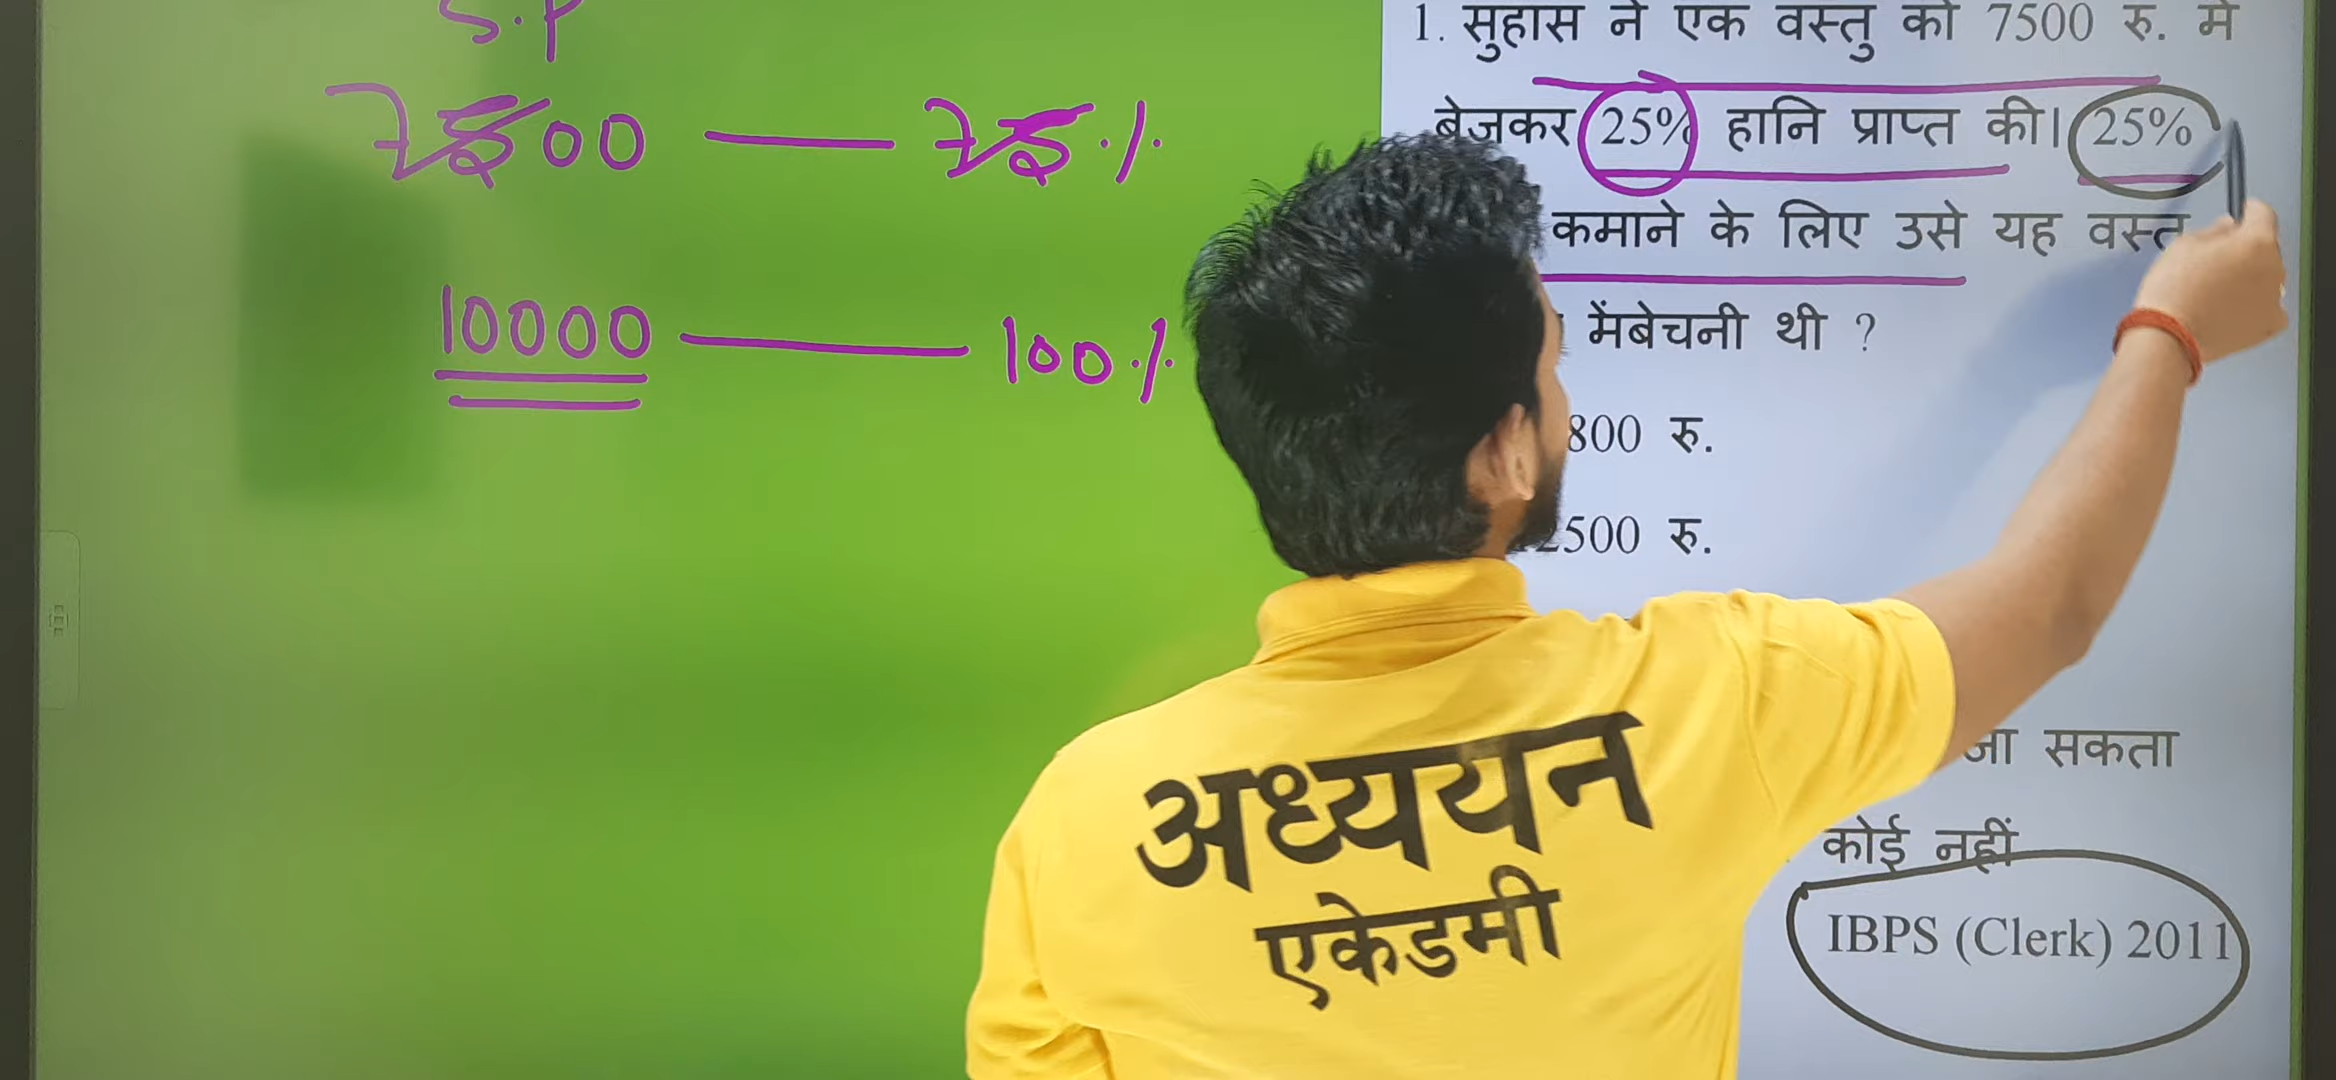 S.P
7500 — 75%
10000 — 100%
1. सुहास ने एक वस्तु को 7500 रु. में
बेजकर 25% हानि प्राप्त की। 25%
कमाने के लिए उसे यह वस्तु
मेंबेचनी थी ?
800 रु.
2500 रु.
जा सकता
कोई नहीं
IBPS (Clerk) 2011
अध्ययन
एकेडमी